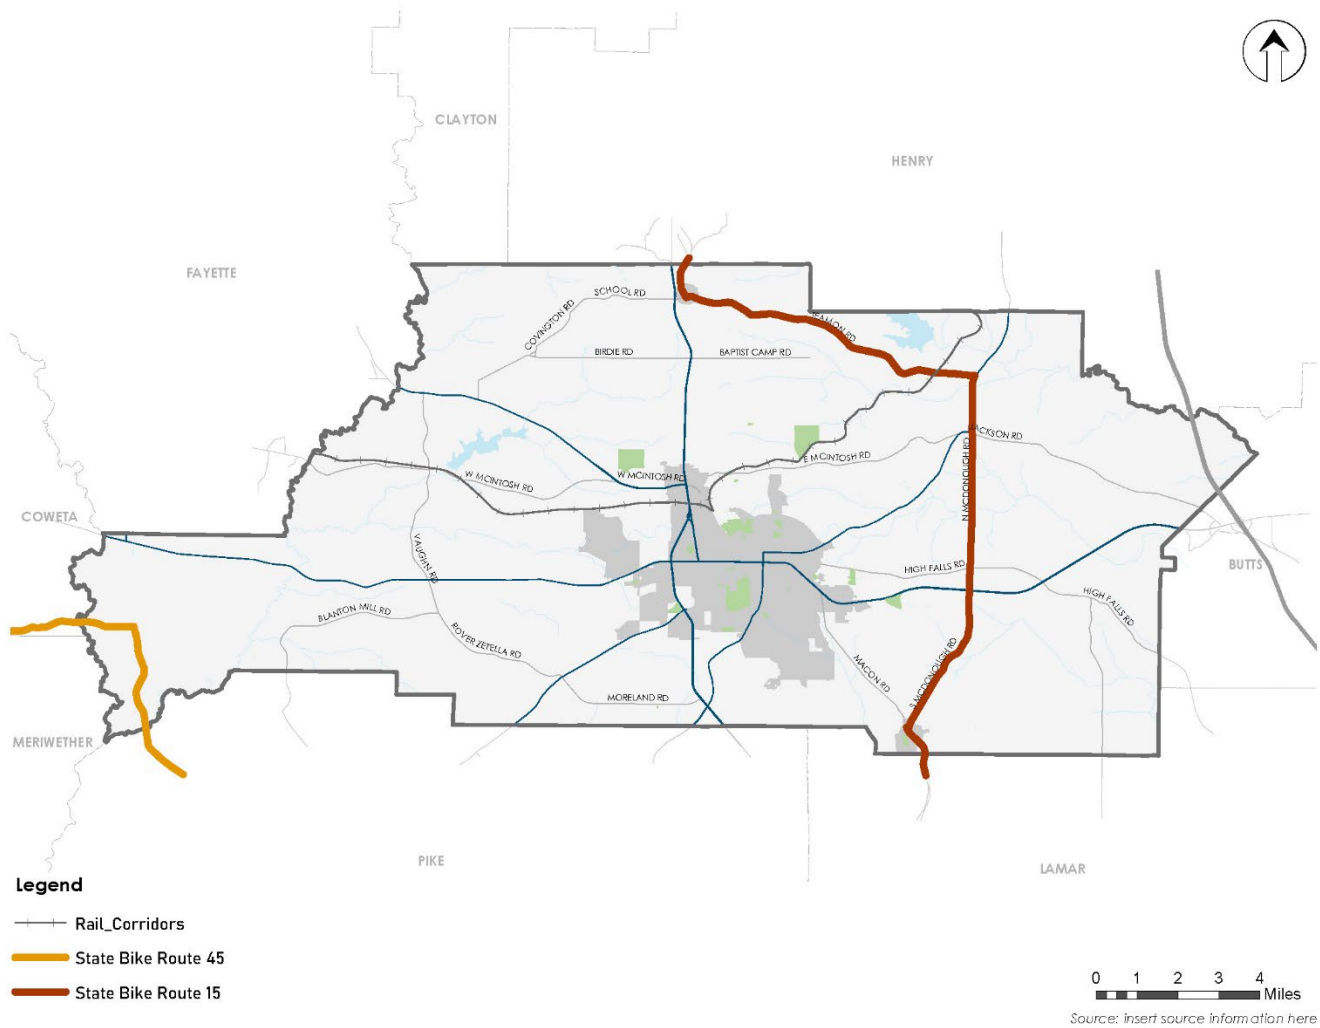 CLAYTON
HENRY
FAYETTE
SCHOOL RD
COVINGTON RD
BIRDIE RD
BAPTIST CAMP RD
JACKSON RD
E MCINTOSH RD
W MCINTOSH RD
W MCINTOSH RD
N MCDONOUGH RD
COWETA
VAUGHN RD
HIGH FALLS RD
BUTTS
HIGH FALLS RD
BLANTON MILL RD
ROVER ZETELLA RD
MACON RD
S MCDONOUGH RD
MORELAND RD
MERIWETHER
PIKE
LAMAR
Legend
Rail_Corridors
State Bike Route 45
State Bike Route 15
0 1 2 3 4
Miles
Source: insert source information here